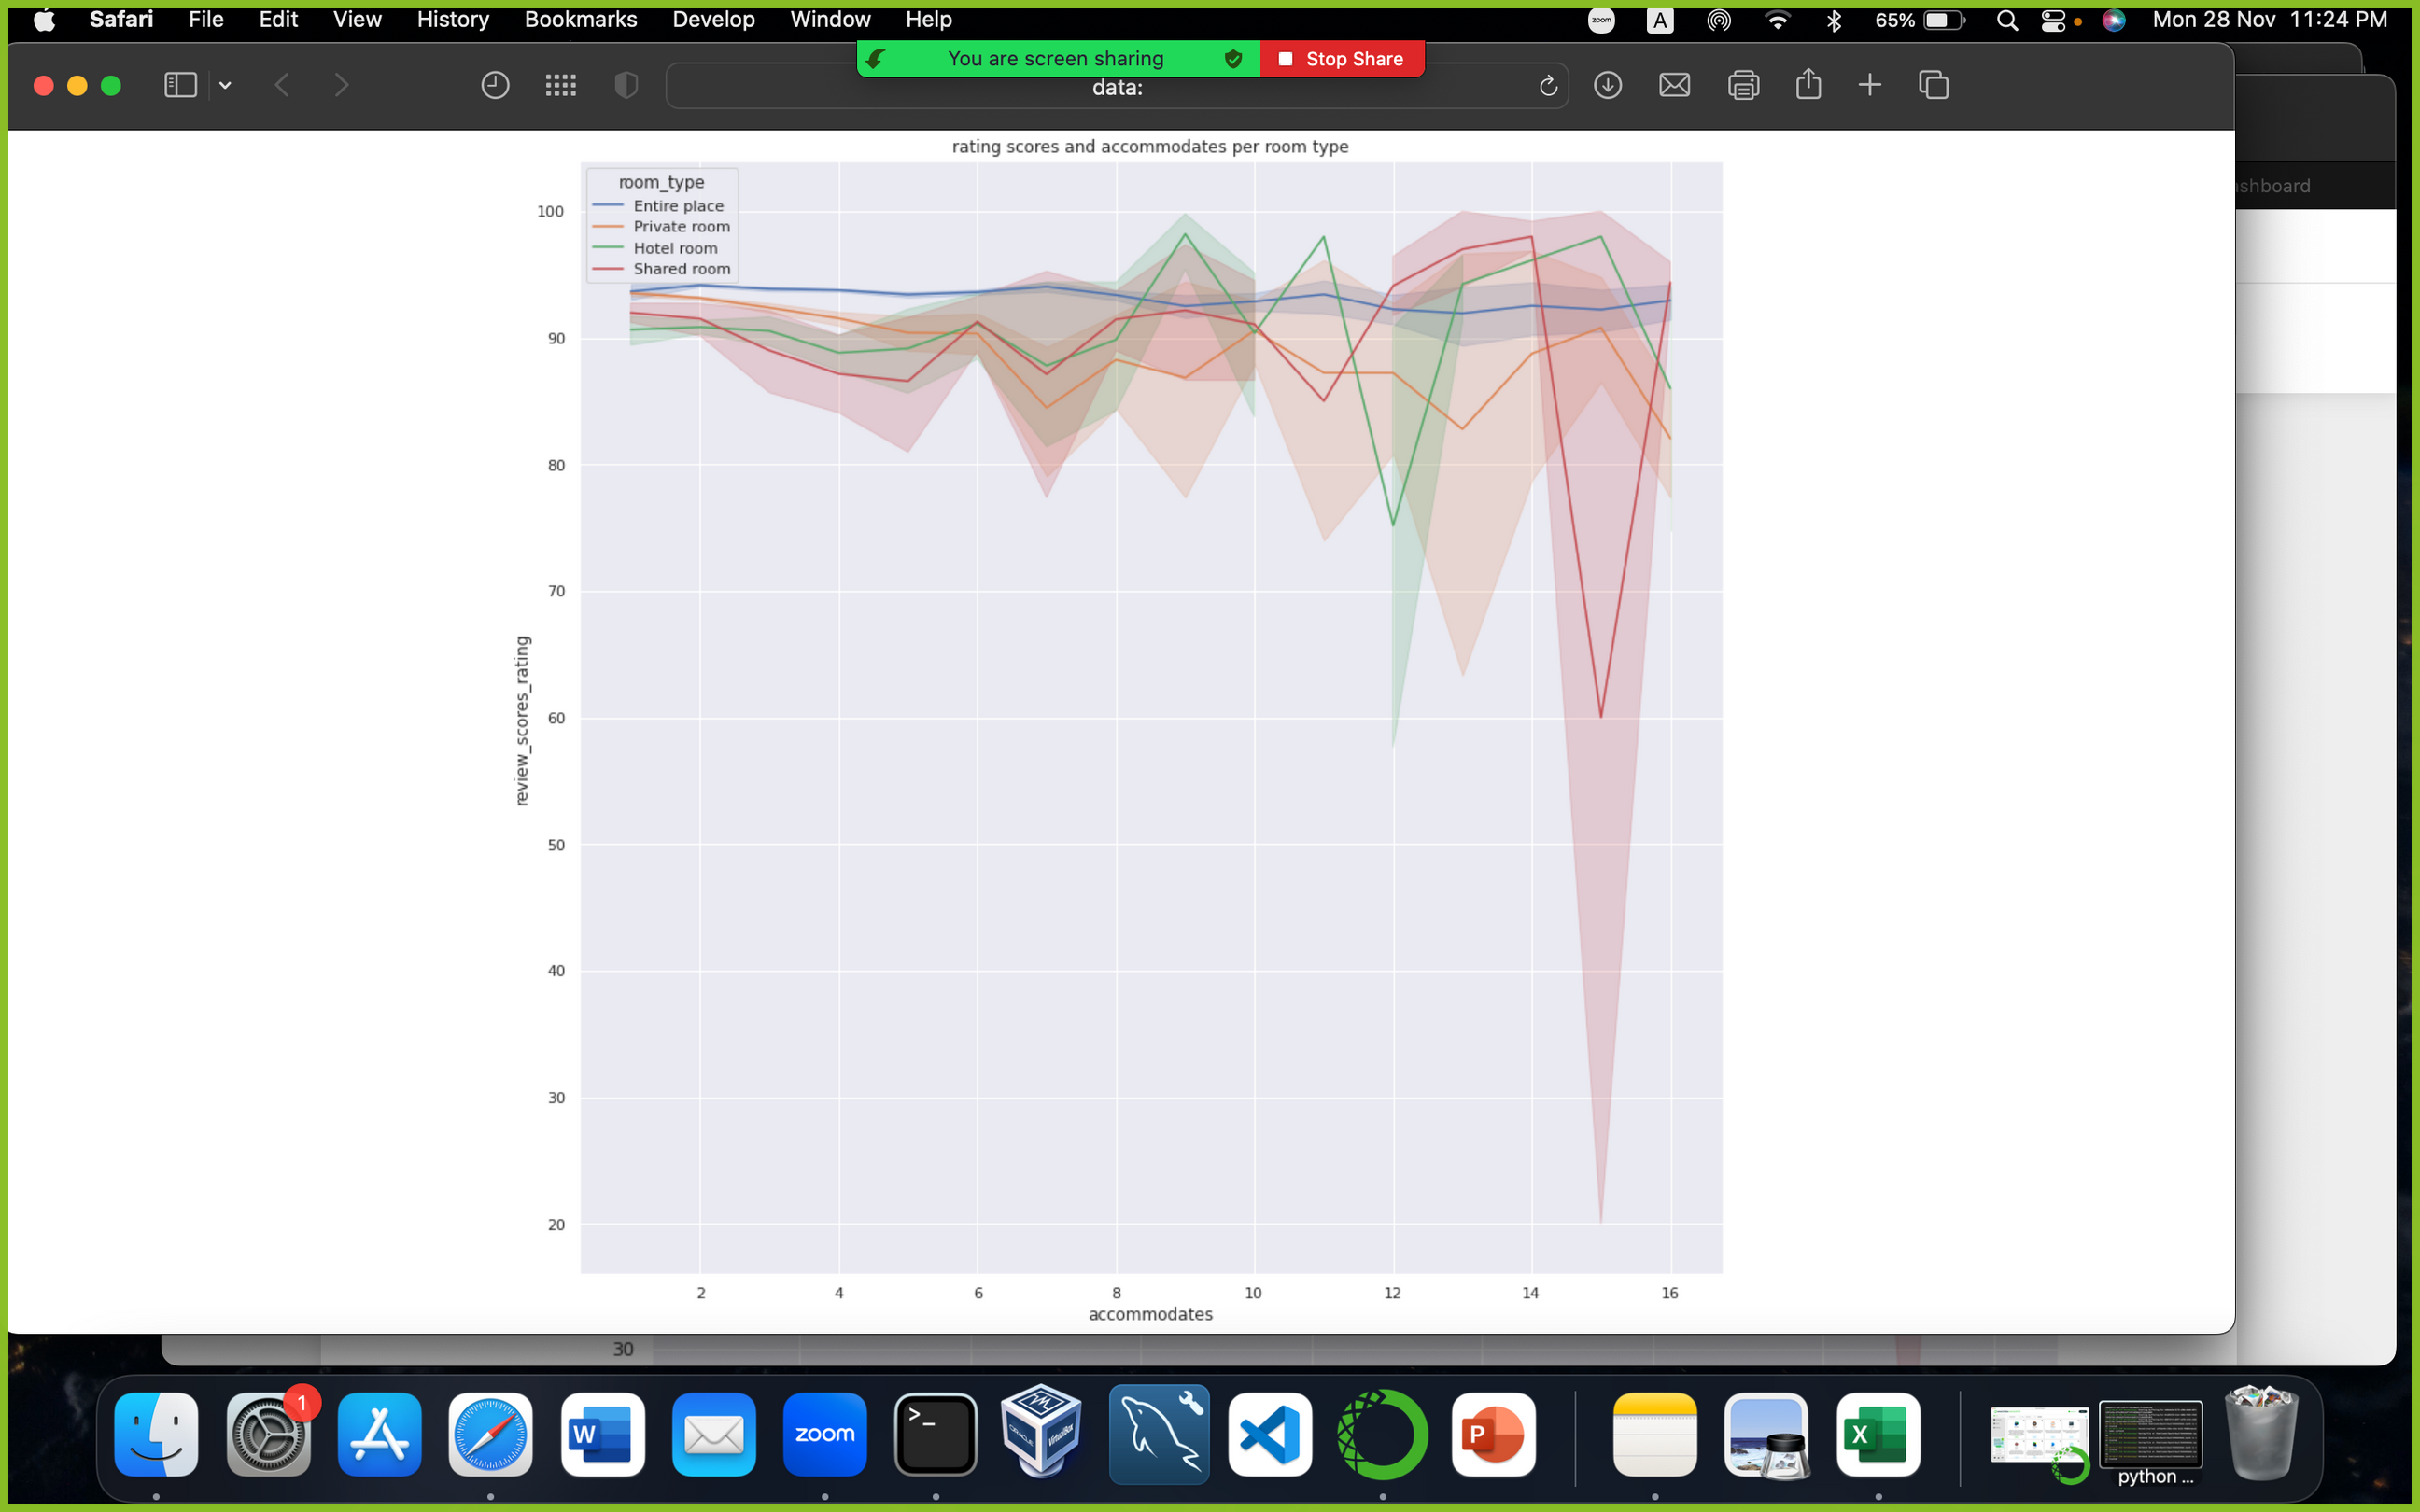 Safari File Edit View History Bookmarks Develop Window Help zoom A 65% Mon 28 Nov 11:24 PM
You are screen sharing Stop Share
data:
shboard
rating scores and accommodates per room type
room_type
Entire place
Private room
Hotel room
Shared room
100
90
80
70
60
50
40
30
20
review_scores_rating
2 4 6 8 10 12 14 16
accommodates
30
1
W
zoom
>_
ORACLE VirtualBox
P
X
python ...